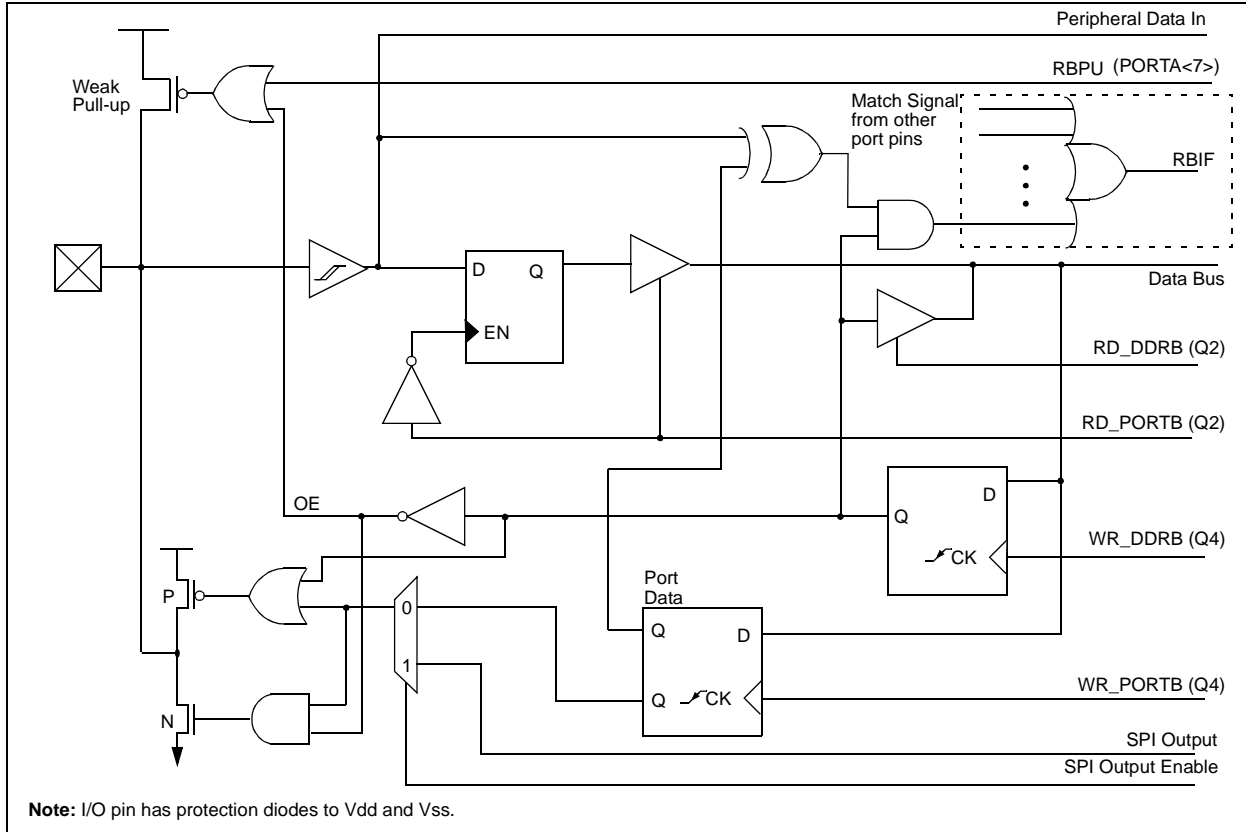 Peripheral Data In
RBPU (PORTA<7>)
Weak
Pull-up
Match Signal
from other
port pins
RBIF
D Q
EN
Data Bus
RD_DDRB (Q2)
RD_PORTB (Q2)
OE
D
Q
CK
WR_DDRB (Q4)
P
Port
Data
0
Q D
1
Q CK
WR_PORTB (Q4)
N
SPI Output
SPI Output Enable
Note: I/O pin has protection diodes to Vdd and Vss.